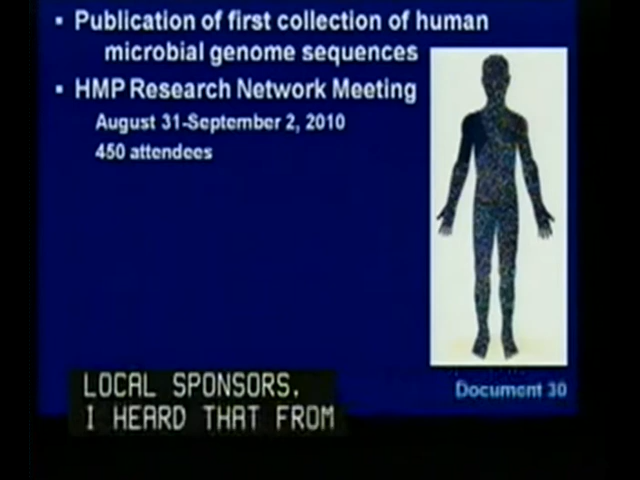 ▪ Publication of first collection of human
microbial genome sequences
▪ HMP Research Network Meeting
August 31-September 2, 2010
450 attendees
Document 30
LOCAL SPONSORS.
I HEARD THAT FROM